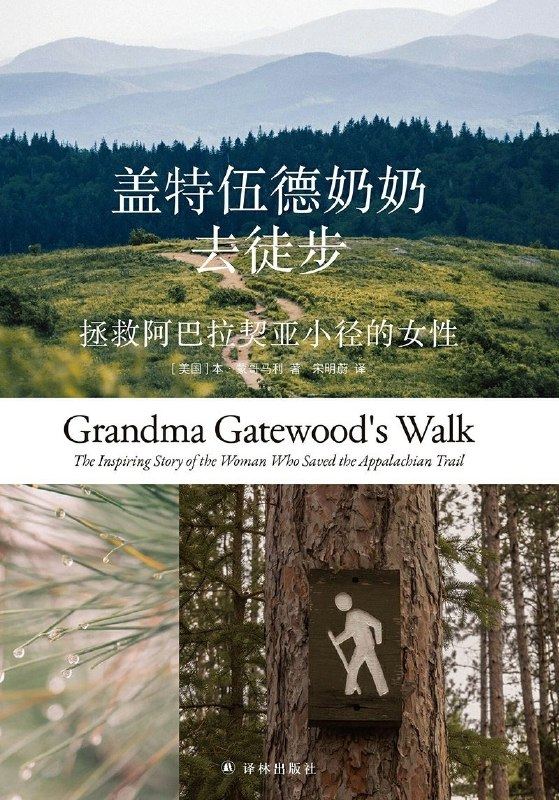 盖特伍德奶奶
去徒步
拯救阿巴拉契亚小径的女性
[美国]本·蒙哥马利 著 宋明蔚 译
Grandma Gatewood's Walk
The Inspiring Story of the Woman Who Saved the Appalachian Trail
译林出版社